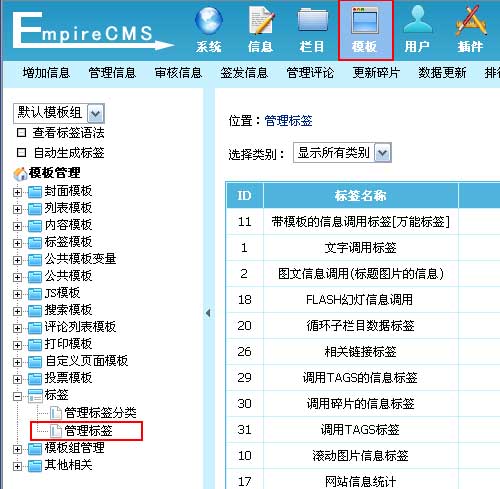 EmpireCMS
系统 信息 栏目 模板 用户 插件
增加信息 管理信息 审核信息 签发信息 管理评论 更新碎片 数据更新
默认模板组
查看标签语法
自动生成标签
模板管理
封面模板
列表模板
内容模板
标签模板
公共模板变量
公共模板
JS模板
搜索模板
评论列表模板
打印模板
自定义页面模板
投票模板
标签
管理标签分类
管理标签
模板组管理
其他相关
位置：管理标签
选择类别： 显示所有类别
ID 标签名称
11 带模板的信息调用标签[万能标签]
1 文字调用标签
2 图文信息调用(标题图片的信息)
18 FLASH幻灯信息调用
20 循环子栏目数据标签
26 相关链接标签
29 调用TAGS的信息标签
30 调用碎片的信息标签
31 调用TAGS标签
10 滚动图片信息标签
17 网站信息统计